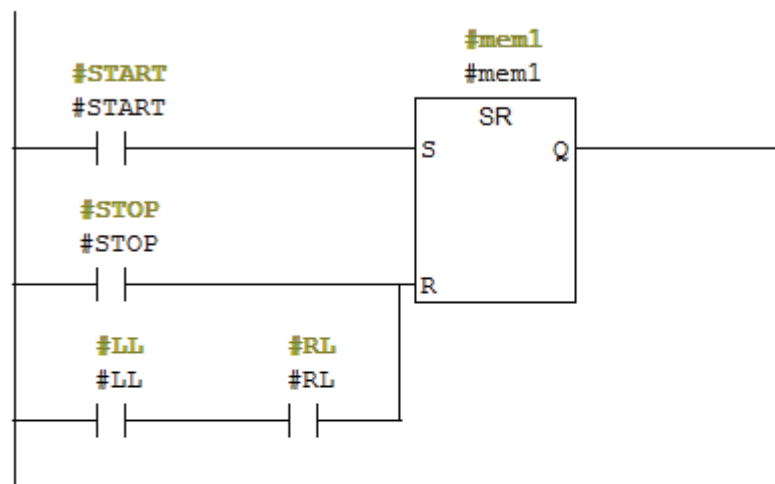 #mem1
#START #mem1
#START SR
S Q
#STOP
#STOP
R
#LL #RL
#LL #RL